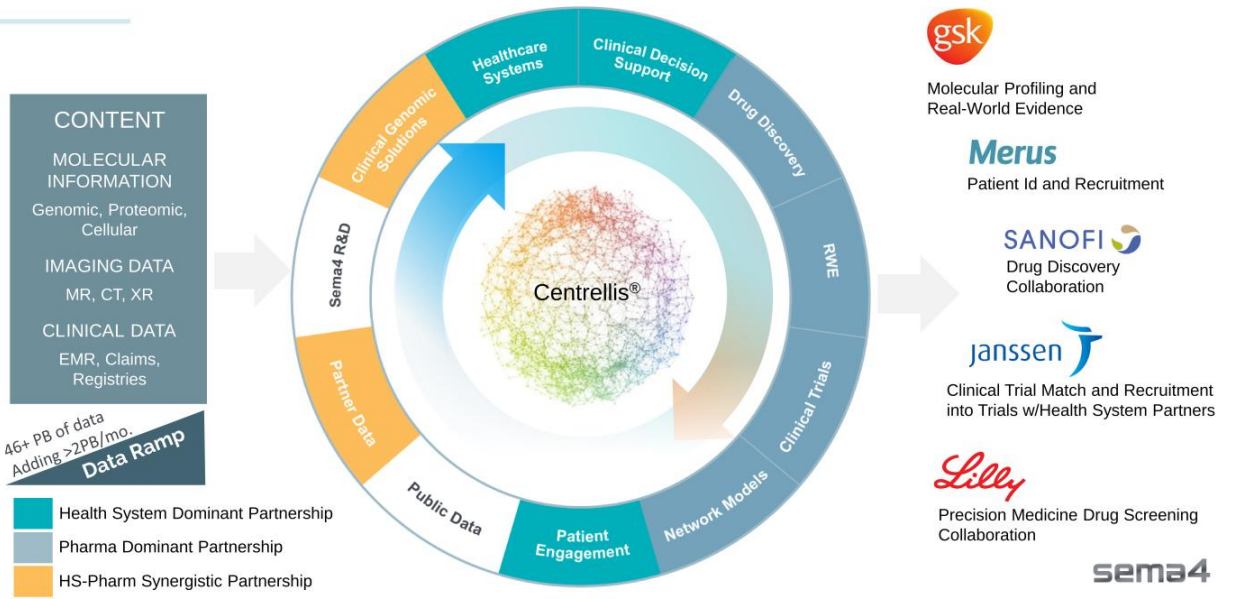 CONTENT
MOLECULAR
INFORMATION
Genomic, Proteomic,
Cellular
IMAGING DATA
MR, CT, XR
CLINICAL DATA
EMR, Claims,
Registries
46+ PB of data
Adding >2PB/mo.
Data Ramp
Health System Dominant Partnership
Pharma Dominant Partnership
HS-Pharm Synergistic Partnership
Healthcare
Systems
Clinical Decision
Support
Drug Discovery
RWE
Clinical Trials
Network Models
Patient
Engagement
Public Data
Partner Data
Sema4 R&D
Clinical Genomic
Solutions
Centrellis®
gsk
Molecular Profiling and
Real-World Evidence
Merus
Patient Id and Recruitment
SANOFI
Drug Discovery
Collaboration
janssen
Clinical Trial Match and Recruitment
into Trials w/Health System Partners
Lilly
Precision Medicine Drug Screening
Collaboration
sema4